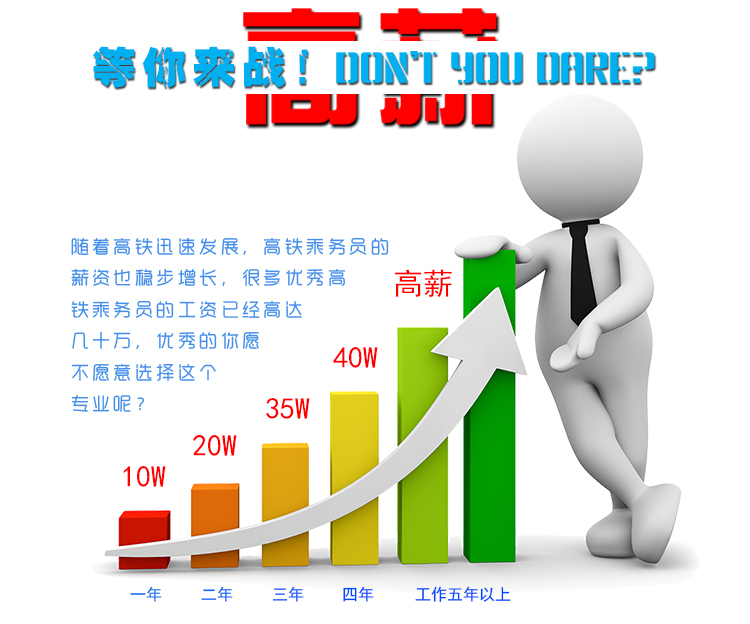 高薪
等你来战! DON'T YOU DARE?
随着高铁迅速发展，高铁乘务员的
薪资也稳步增长，很多优秀高
铁乘务员的工资已经高达
几十万，优秀的你愿
不愿意选择这个
专业呢？
高薪
40W
35W
20W
10W
一年 二年 三年 四年 工作五年以上